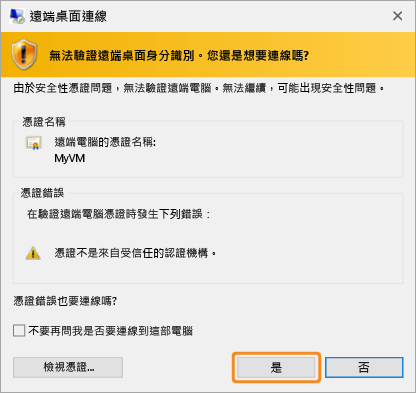 遠端桌面連線
無法驗證遠端桌面身分識別。您還是想要連線嗎?
由於安全性憑證問題，無法驗證遠端電腦。無法繼續，可能出現安全性問題。
憑證名稱
遠端電腦的憑證名稱:
MyVM
憑證錯誤
在驗證遠端電腦憑證時發生下列錯誤：
憑證不是來自受信任的認證機構。
憑證錯誤也要連線嗎?
不要再問我是否要連線到這部電腦
檢視憑證...
是
否